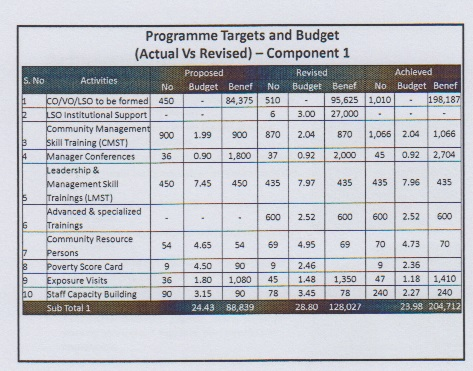 Programme Targets and Budget
(Actual Vs Revised) – Component 1
S. No Activities Proposed Revised Achieved
No Budget Benef No Budget Benef No Budget Benef
1 CO/VO/LSO to be formed 450 - 84,375 510 - 95,625 1,010 - 198,187
2 LSO Institutional Support - - 6 3.00 27,000 - - -
3 Community Management Skill Training (CMST) 900 1.99 900 870 2.04 870 1,066 2.04 1,066
4 Manager Conferences 36 0.90 1,800 37 0.92 2,000 45 0.92 2,704
5 Leadership & Management Skill Trainings (LMST) 450 7.45 450 435 7.97 435 435 7.96 435
6 Advanced & specialized Trainings - - - 600 2.52 600 600 2.52 600
7 Community Resource Persons 54 4.65 54 69 4.95 69 70 4.73 70
8 Poverty Score Card 9 4.50 90 9 2.46 9 2.36
9 Exposure Visits 36 1.80 1,080 45 1.48 1,350 47 1.18 1,410
10 Staff Capacity Building 90 3.15 90 78 3.45 78 240 2.27 240
Sub Total 1 24.43 88,839 28.80 128,027 23.98 204,712